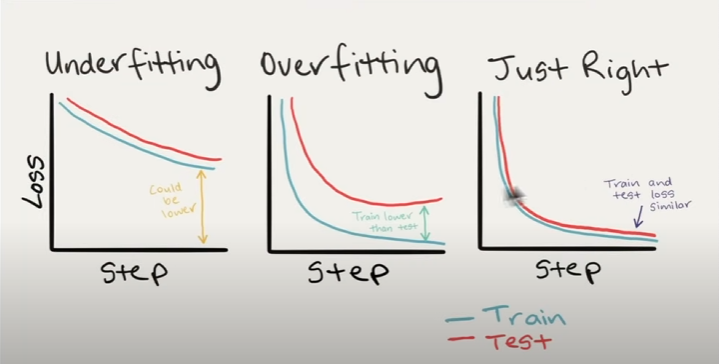 Underfitting
Overfitting
Just Right
Loss
Could
be
lower
Step
Train lower
than test
Step
Train and
test loss
similar
Step
Train
Test